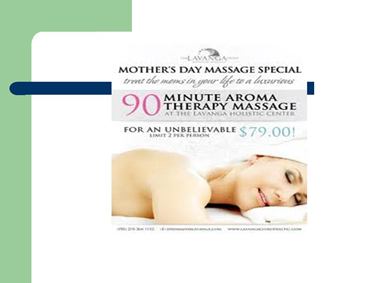 LAVANGA
MOTHER'S DAY MASSAGE SPECIAL
treat the moms in your life to a luxurious
90 MINUTE AROMA
THERAPY MASSAGE
AT THE LAVANGA HOLISTIC CENTER
FOR AN UNBELIEVABLE $79.00!
LIMIT 2 PER PERSON